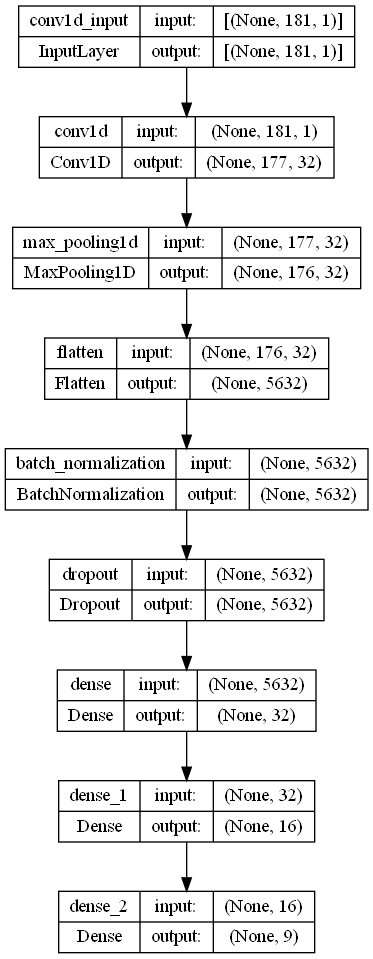 conv1d_input input: [(None, 181, 1)]
InputLayer output: [(None, 181, 1)]
conv1d input: (None, 181, 1)
Conv1D output: (None, 177, 32)
max_pooling1d input: (None, 177, 32)
MaxPooling1D output: (None, 176, 32)
flatten input: (None, 176, 32)
Flatten output: (None, 5632)
batch_normalization input: (None, 5632)
BatchNormalization output: (None, 5632)
dropout input: (None, 5632)
Dropout output: (None, 5632)
dense input: (None, 5632)
Dense output: (None, 32)
dense_1 input: (None, 32)
Dense output: (None, 16)
dense_2 input: (None, 16)
Dense output: (None, 9)